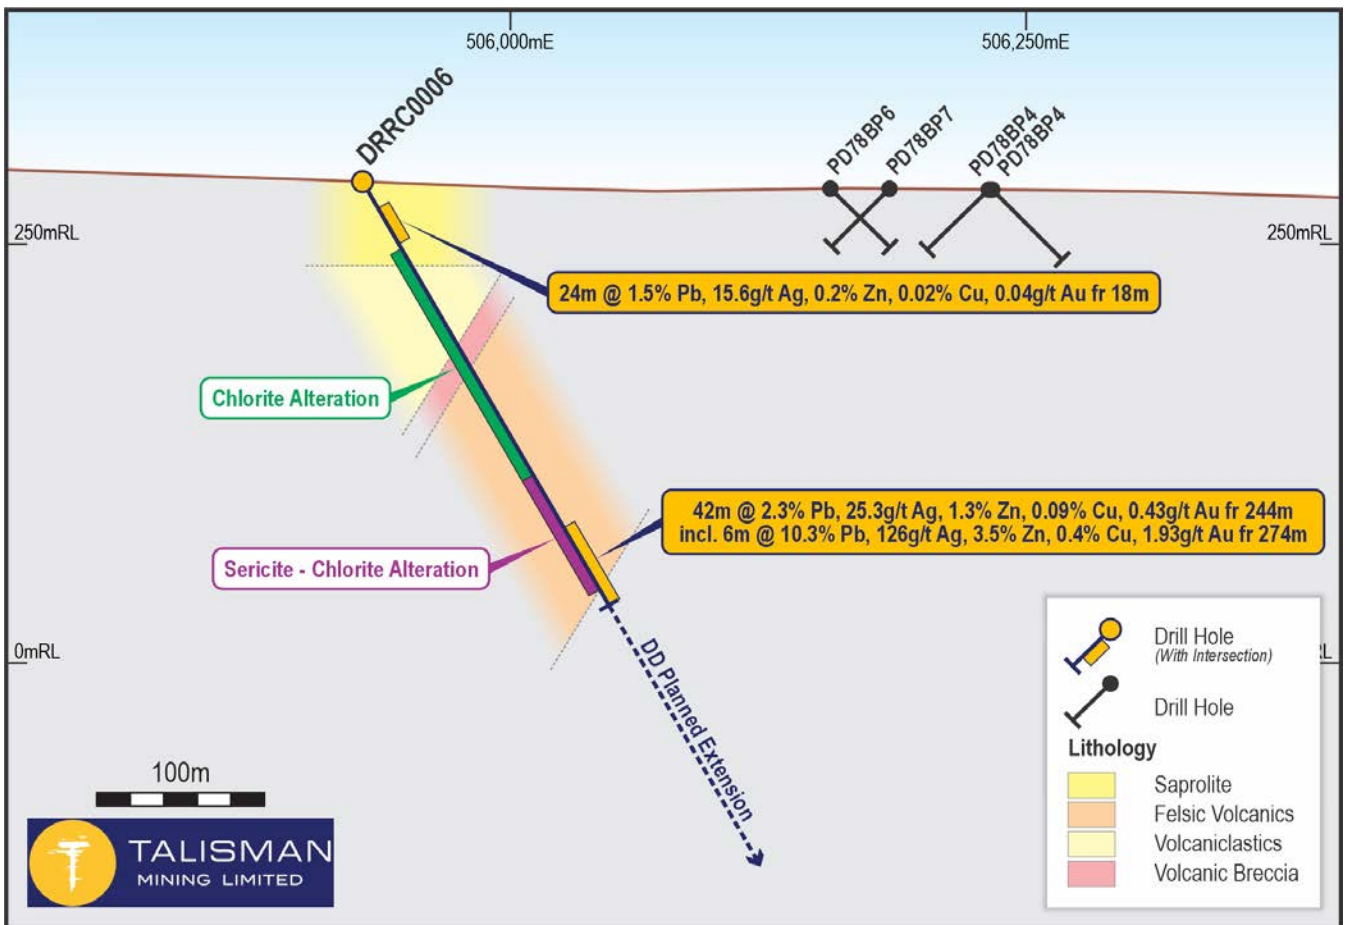 506,000mE
506,250mE
DRRC0006
PD78BP6
PD78BP7
PD78BP4
PD78BP4
250mRL
250mRL
24m @ 1.5% Pb, 15.6g/t Ag, 0.2% Zn, 0.02% Cu, 0.04g/t Au fr 18m
Chlorite Alteration
42m @ 2.3% Pb, 25.3g/t Ag, 1.3% Zn, 0.09% Cu, 0.43g/t Au fr 244m
incl. 6m @ 10.3% Pb, 126g/t Ag, 3.5% Zn, 0.4% Cu, 1.93g/t Au fr 274m
Sericite - Chlorite Alteration
0mRL
RL
DD Planned Extension
Drill Hole
(With Intersection)
Drill Hole
Lithology
Saprolite
Felsic Volcanics
Volcaniclastics
Volcanic Breccia
100m
TALISMAN
MINING LIMITED